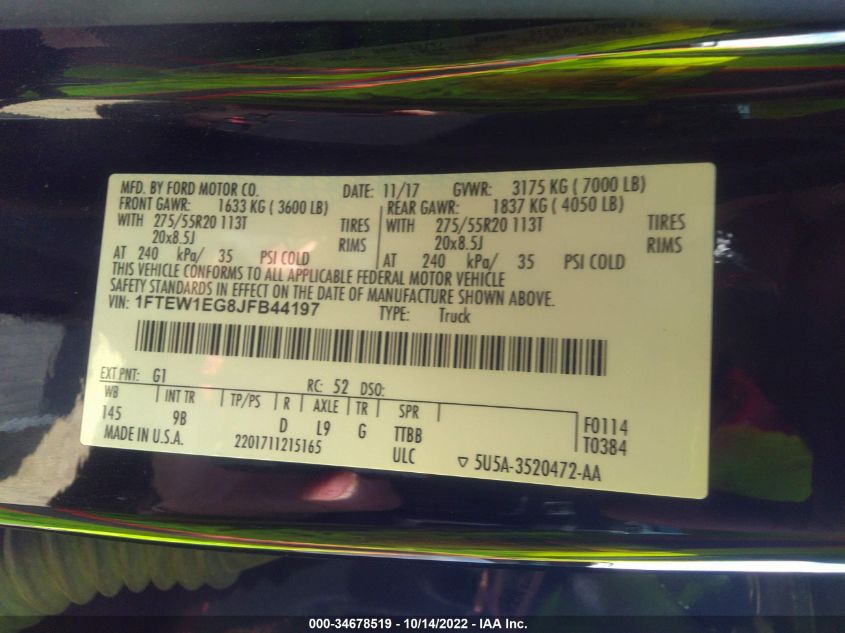 MFD. BY FORD MOTOR CO. DATE: 11/17 GVWR: 3175 KG ( 7000 LB)
FRONT GAWR: 1633 KG ( 3600 LB) REAR GAWR: 1837 KG ( 4050 LB)
WITH 275/55R20 113T TIRES WITH 275/55R20 113T TIRES
20x8.5J RIMS 20x8.5J RIMS
AT 240 kPa/ 35 PSI COLD AT 240 kPa/ 35 PSI COLD
THIS VEHICLE CONFORMS TO ALL APPLICABLE FEDERAL MOTOR VEHICLE
SAFETY STANDARDS IN EFFECT ON THE DATE OF MANUFACTURE SHOWN ABOVE.
VIN: 1FTEW1EG8JFB44197 TYPE: Truck
EXT PNT: G1 RC: 52 DSO:
WB INT TR TP/PS R AXLE TR SPR
145 9B D L9 G TTBB F0114
MADE IN U.S.A. 2201711215165 ULC T0384
▽ 5U5A-3520472-AA
000-34678519 | 10/14/2022 - IAA Inc.